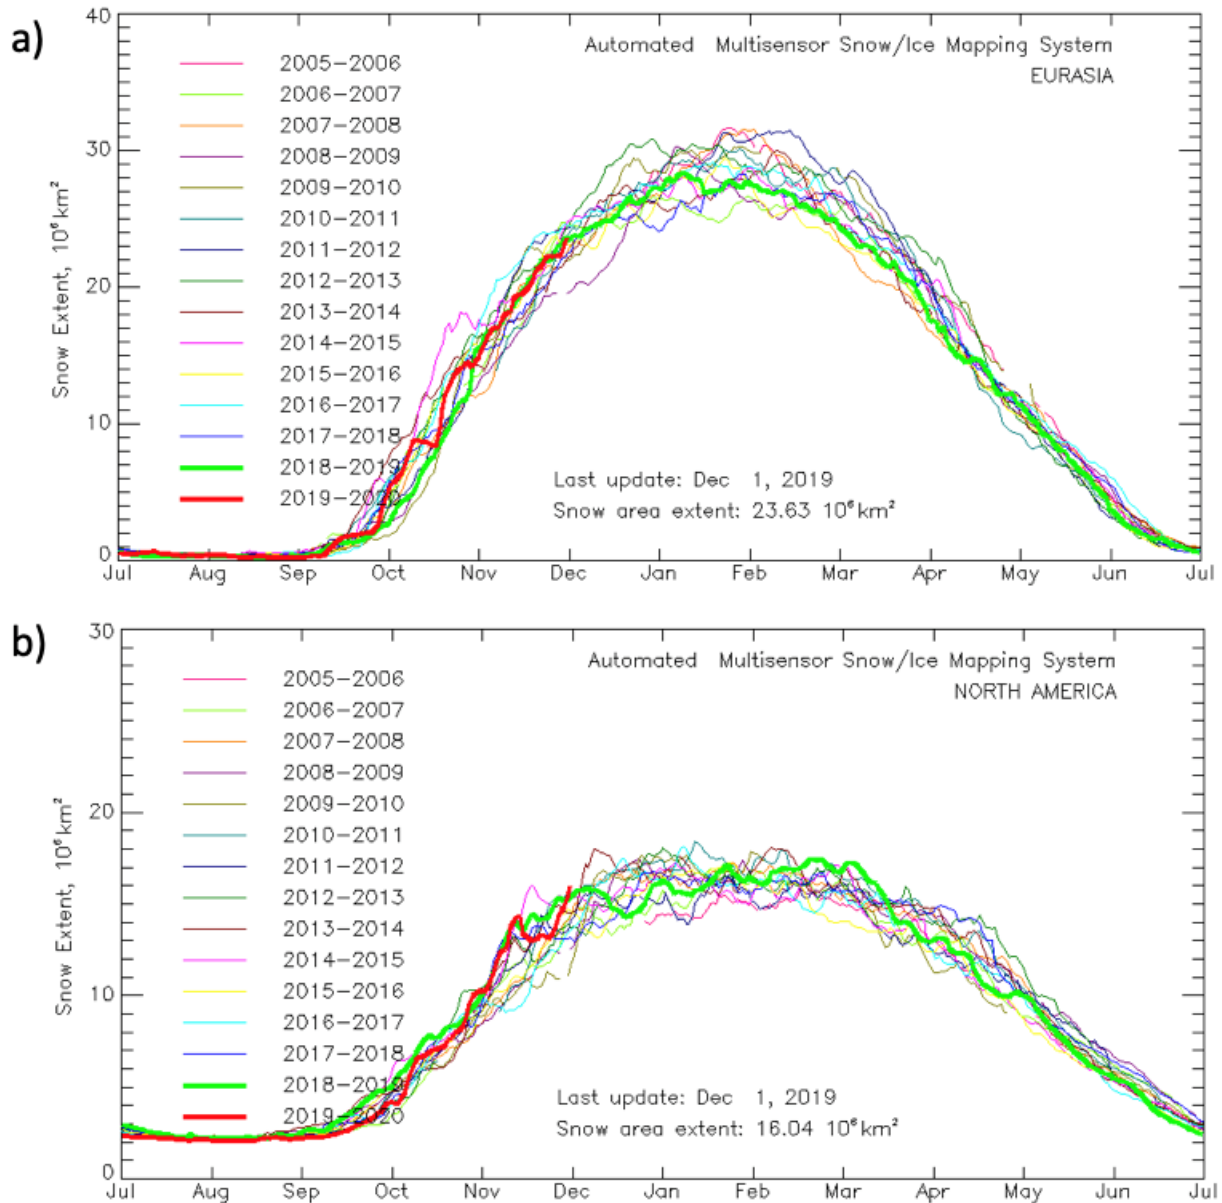 a)
40
30
20
10
0
Snow Extent, 10⁶km²
Automated  Multisensor Snow/Ice Mapping System
EURASIA
2005-2006
2006-2007
2007-2008
2008-2009
2009-2010
2010-2011
2011-2012
2012-2013
2013-2014
2014-2015
2015-2016
2016-2017
2017-2018
2018-2019
2019-2020
Last update: Dec  1, 2019
Snow area extent: 23.63 10⁶km²
Jul Aug Sep Oct Nov Dec Jan Feb Mar Apr May Jun Jul
b)
30
20
10
0
Snow Extent, 10⁶km²
Automated  Multisensor Snow/Ice Mapping System
NORTH AMERICA
2005-2006
2006-2007
2007-2008
2008-2009
2009-2010
2010-2011
2011-2012
2012-2013
2013-2014
2014-2015
2015-2016
2016-2017
2017-2018
2018-2019
2019-2020
Last update: Dec  1, 2019
Snow area extent: 16.04 10⁶km²
Jul Aug Sep Oct Nov Dec Jan Feb Mar Apr May Jun Jul